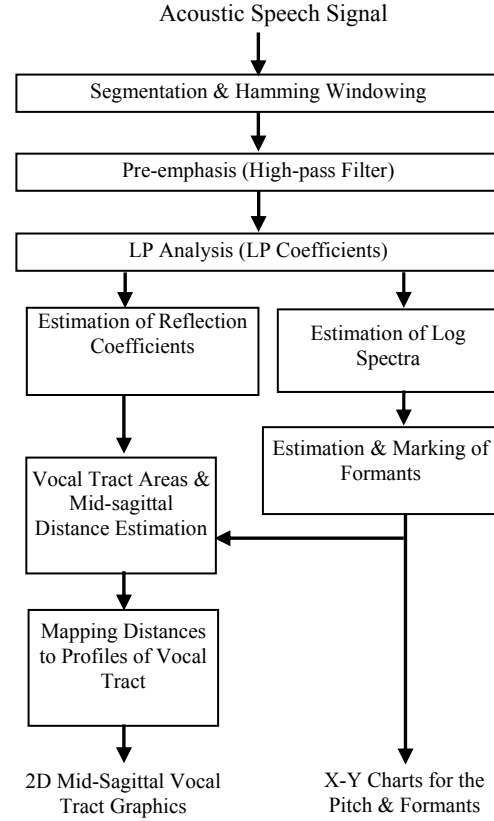 Acoustic Speech Signal
Segmentation & Hamming Windowing
Pre-emphasis (High-pass Filter)
LP Analysis (LP Coefficients)
Estimation of Reflection
Coefficients
Estimation of Log
Spectra
Estimation & Marking of
Formants
Vocal Tract Areas &
Mid-sagittal
Distance Estimation
Mapping Distances
to Profiles of Vocal
Tract
2D Mid-Sagittal Vocal
Tract Graphics
X-Y Charts for the
Pitch & Formants